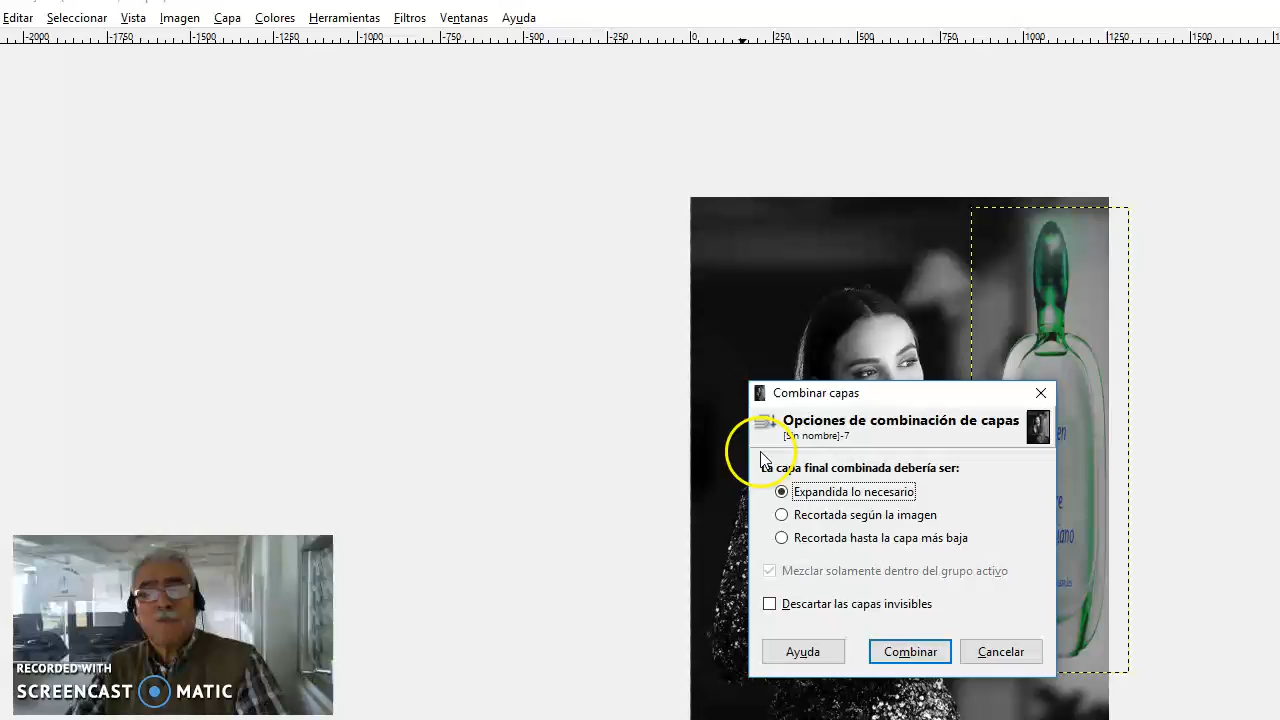 Editar Seleccionar Vista Imagen Capa Colores Herramientas Filtros Ventanas Ayuda
-2000 -1750 -1500 -1250 -1000 -750 -500 -250 0 250 500 750 1000 1250 1500
Combinar capas
Opciones de combinación de capas
[Sin nombre]-7
La capa final combinada debería ser:
Expandida lo necesario
Recortada según la imagen
Recortada hasta la capa más baja
Mezclar solamente dentro del grupo activo
Descartar las capas invisibles
Ayuda Combinar Cancelar
RECORDED WITH
SCREENCAST MATIC